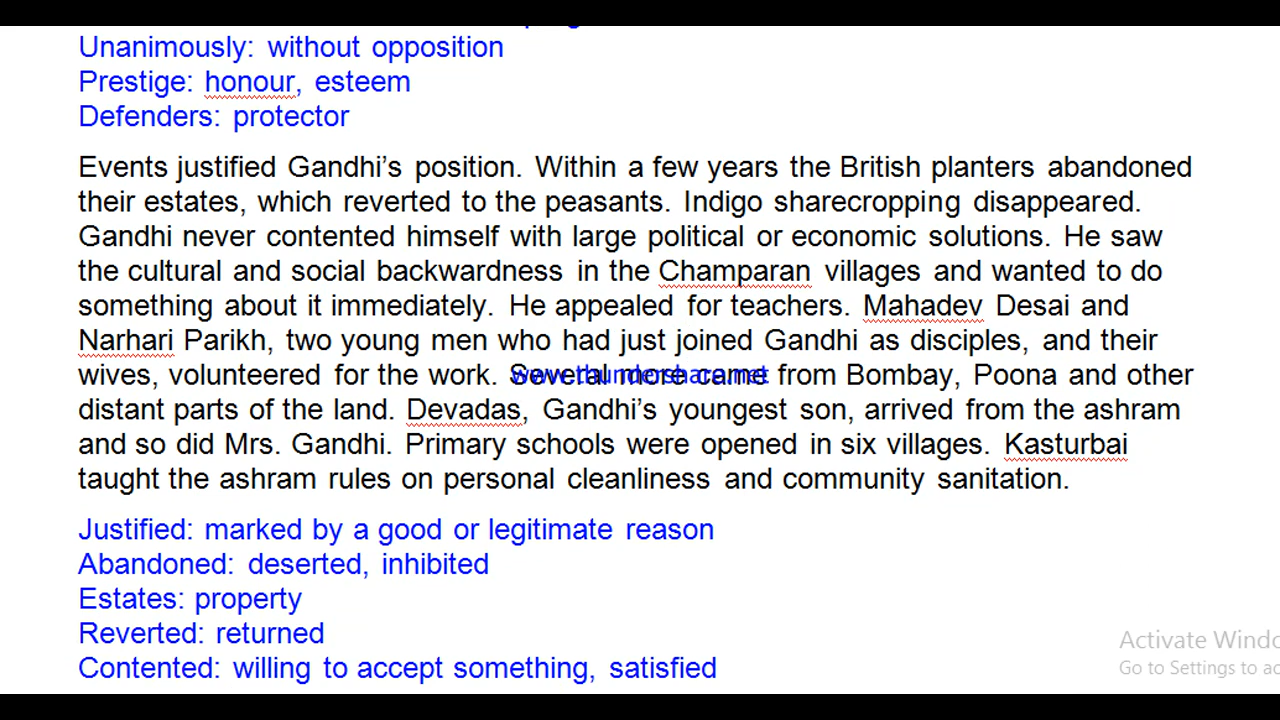 Unanimously: without opposition
Prestige: honour, esteem
Defenders: protector
Events justified Gandhi's position. Within a few years the British planters abandoned
their estates, which reverted to the peasants. Indigo sharecropping disappeared.
Gandhi never contented himself with large political or economic solutions. He saw
the cultural and social backwardness in the Champaran villages and wanted to do
something about it immediately. He appealed for teachers. Mahadev Desai and
Narhari Parikh, two young men who had just joined Gandhi as disciples, and their
wives, volunteered for the work. Several more came from Bombay, Poona and other
www.thundershare.net
distant parts of the land. Devadas, Gandhi's youngest son, arrived from the ashram
and so did Mrs. Gandhi. Primary schools were opened in six villages. Kasturbai
taught the ashram rules on personal cleanliness and community sanitation.
Justified: marked by a good or legitimate reason
Abandoned: deserted, inhibited
Estates: property
Reverted: returned
Contented: willing to accept something, satisfied
Activate Windo
Go to Settings to ac